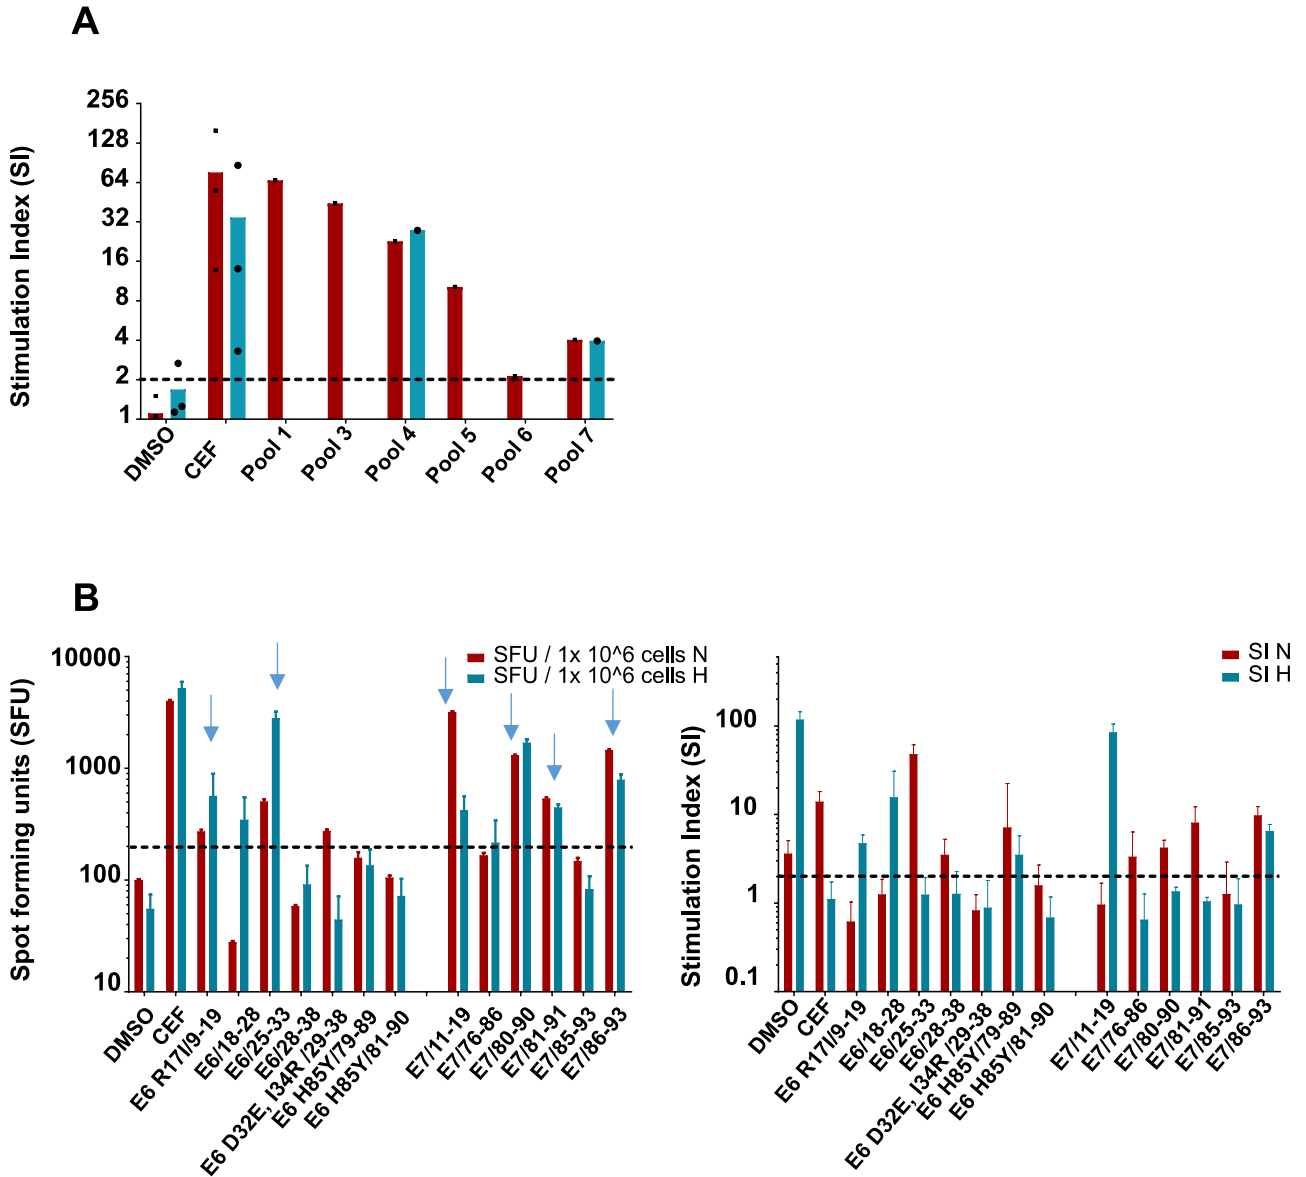 A
Stimulation Index (SI)
256
128
64
32
16
8
4
2
1
DMSO
CEF
Pool 1
Pool 3
Pool 4
Pool 5
Pool 6
Pool 7
B
Spot forming units (SFU)
10000
1000
100
10
SFU / 1x 10^6 cells N
SFU / 1x 10^6 cells H
DMSO
CEF
E6 R17I/9-19
E6/18-28
E6/25-33
E6/28-38
E6 D32E, I34R /29-38
E6 H85Y/79-89
E6 H85Y/81-90
E7/11-19
E7/76-86
E7/80-90
E7/81-91
E7/85-93
E7/86-93
Stimulation Index (SI)
100
10
1
0.1
SI N
SI H
DMSO
CEF
E6 R17I/9-19
E6/18-28
E6/25-33
E6/28-38
E6 D32E, I34R /29-38
E6 H85Y/79-89
E6 H85Y/81-90
E7/11-19
E7/76-86
E7/80-90
E7/81-91
E7/85-93
E7/86-93